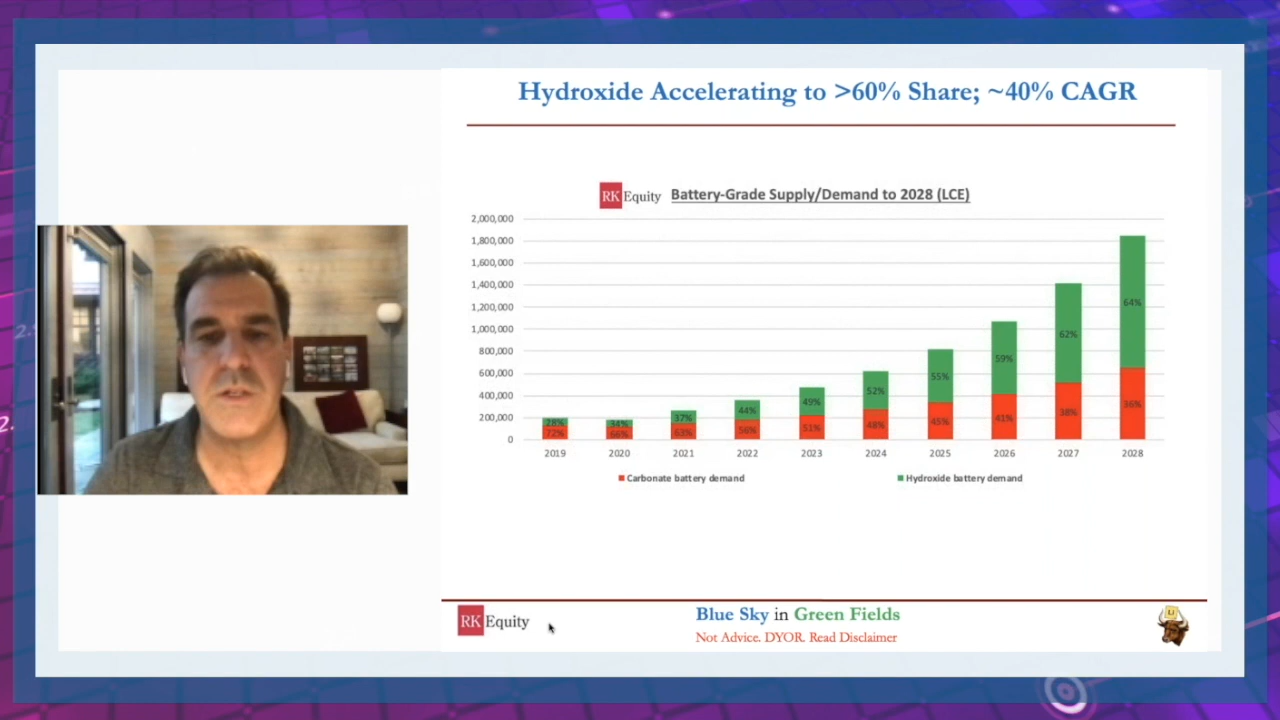 Hydroxide Accelerating to >60% Share; ~40% CAGR
RK Equity
Battery-Grade Supply/Demand to 2028 (LCE)
2,000,000
1,800,000
1,600,000
1,400,000
1,200,000
1,000,000
800,000
600,000
400,000
200,000
0
28% 34% 37% 44% 49% 52% 55% 59% 62% 64%
72% 66% 63% 56% 51% 48% 45% 41% 38% 36%
2019 2020 2021 2022 2023 2024 2025 2026 2027 2028
Carbonate battery demand
Hydroxide battery demand
RK Equity
Blue Sky in Green Fields
Not Advice. DYOR. Read Disclaimer